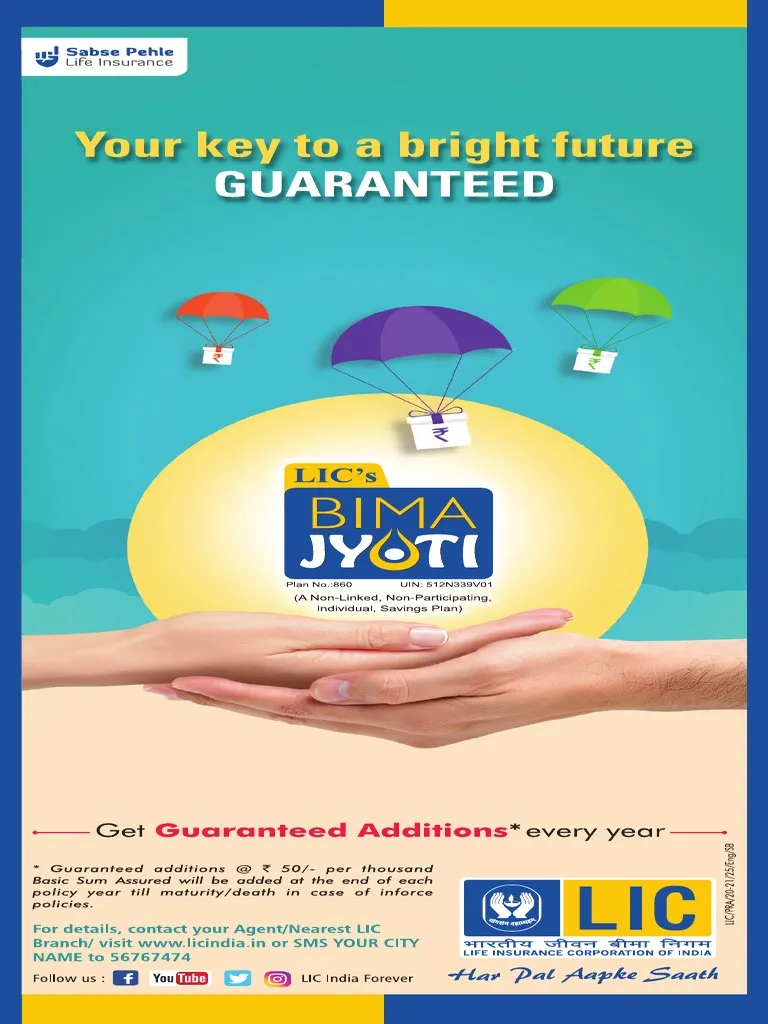 Sabse Pehle
Life Insurance
Your key to a bright future
GUARANTEED
₹
₹
₹
LIC's
BIMA
JYOTI
Plan No.:860 UIN: 512N339V01
(A Non-Linked, Non-Participating,
Individual, Savings Plan)
Get Guaranteed Additions* every year
* Guaranteed additions @ ₹ 50/- per thousand
Basic Sum Assured will be added at the end of each
policy year till maturity/death in case of inforce
policies.
For details, contact your Agent/Nearest LIC
Branch/ visit www.licindia.in or SMS YOUR CITY
NAME to 56767474
Follow us : f YouTube LIC India Forever
LIC/PRA/20-21/25/Eng/SB
योगक्षेमं वहाम्यहम्
LIC
भारतीय जीवन बीमा निगम
LIFE INSURANCE CORPORATION OF INDIA
Har Pal Aapke Saath